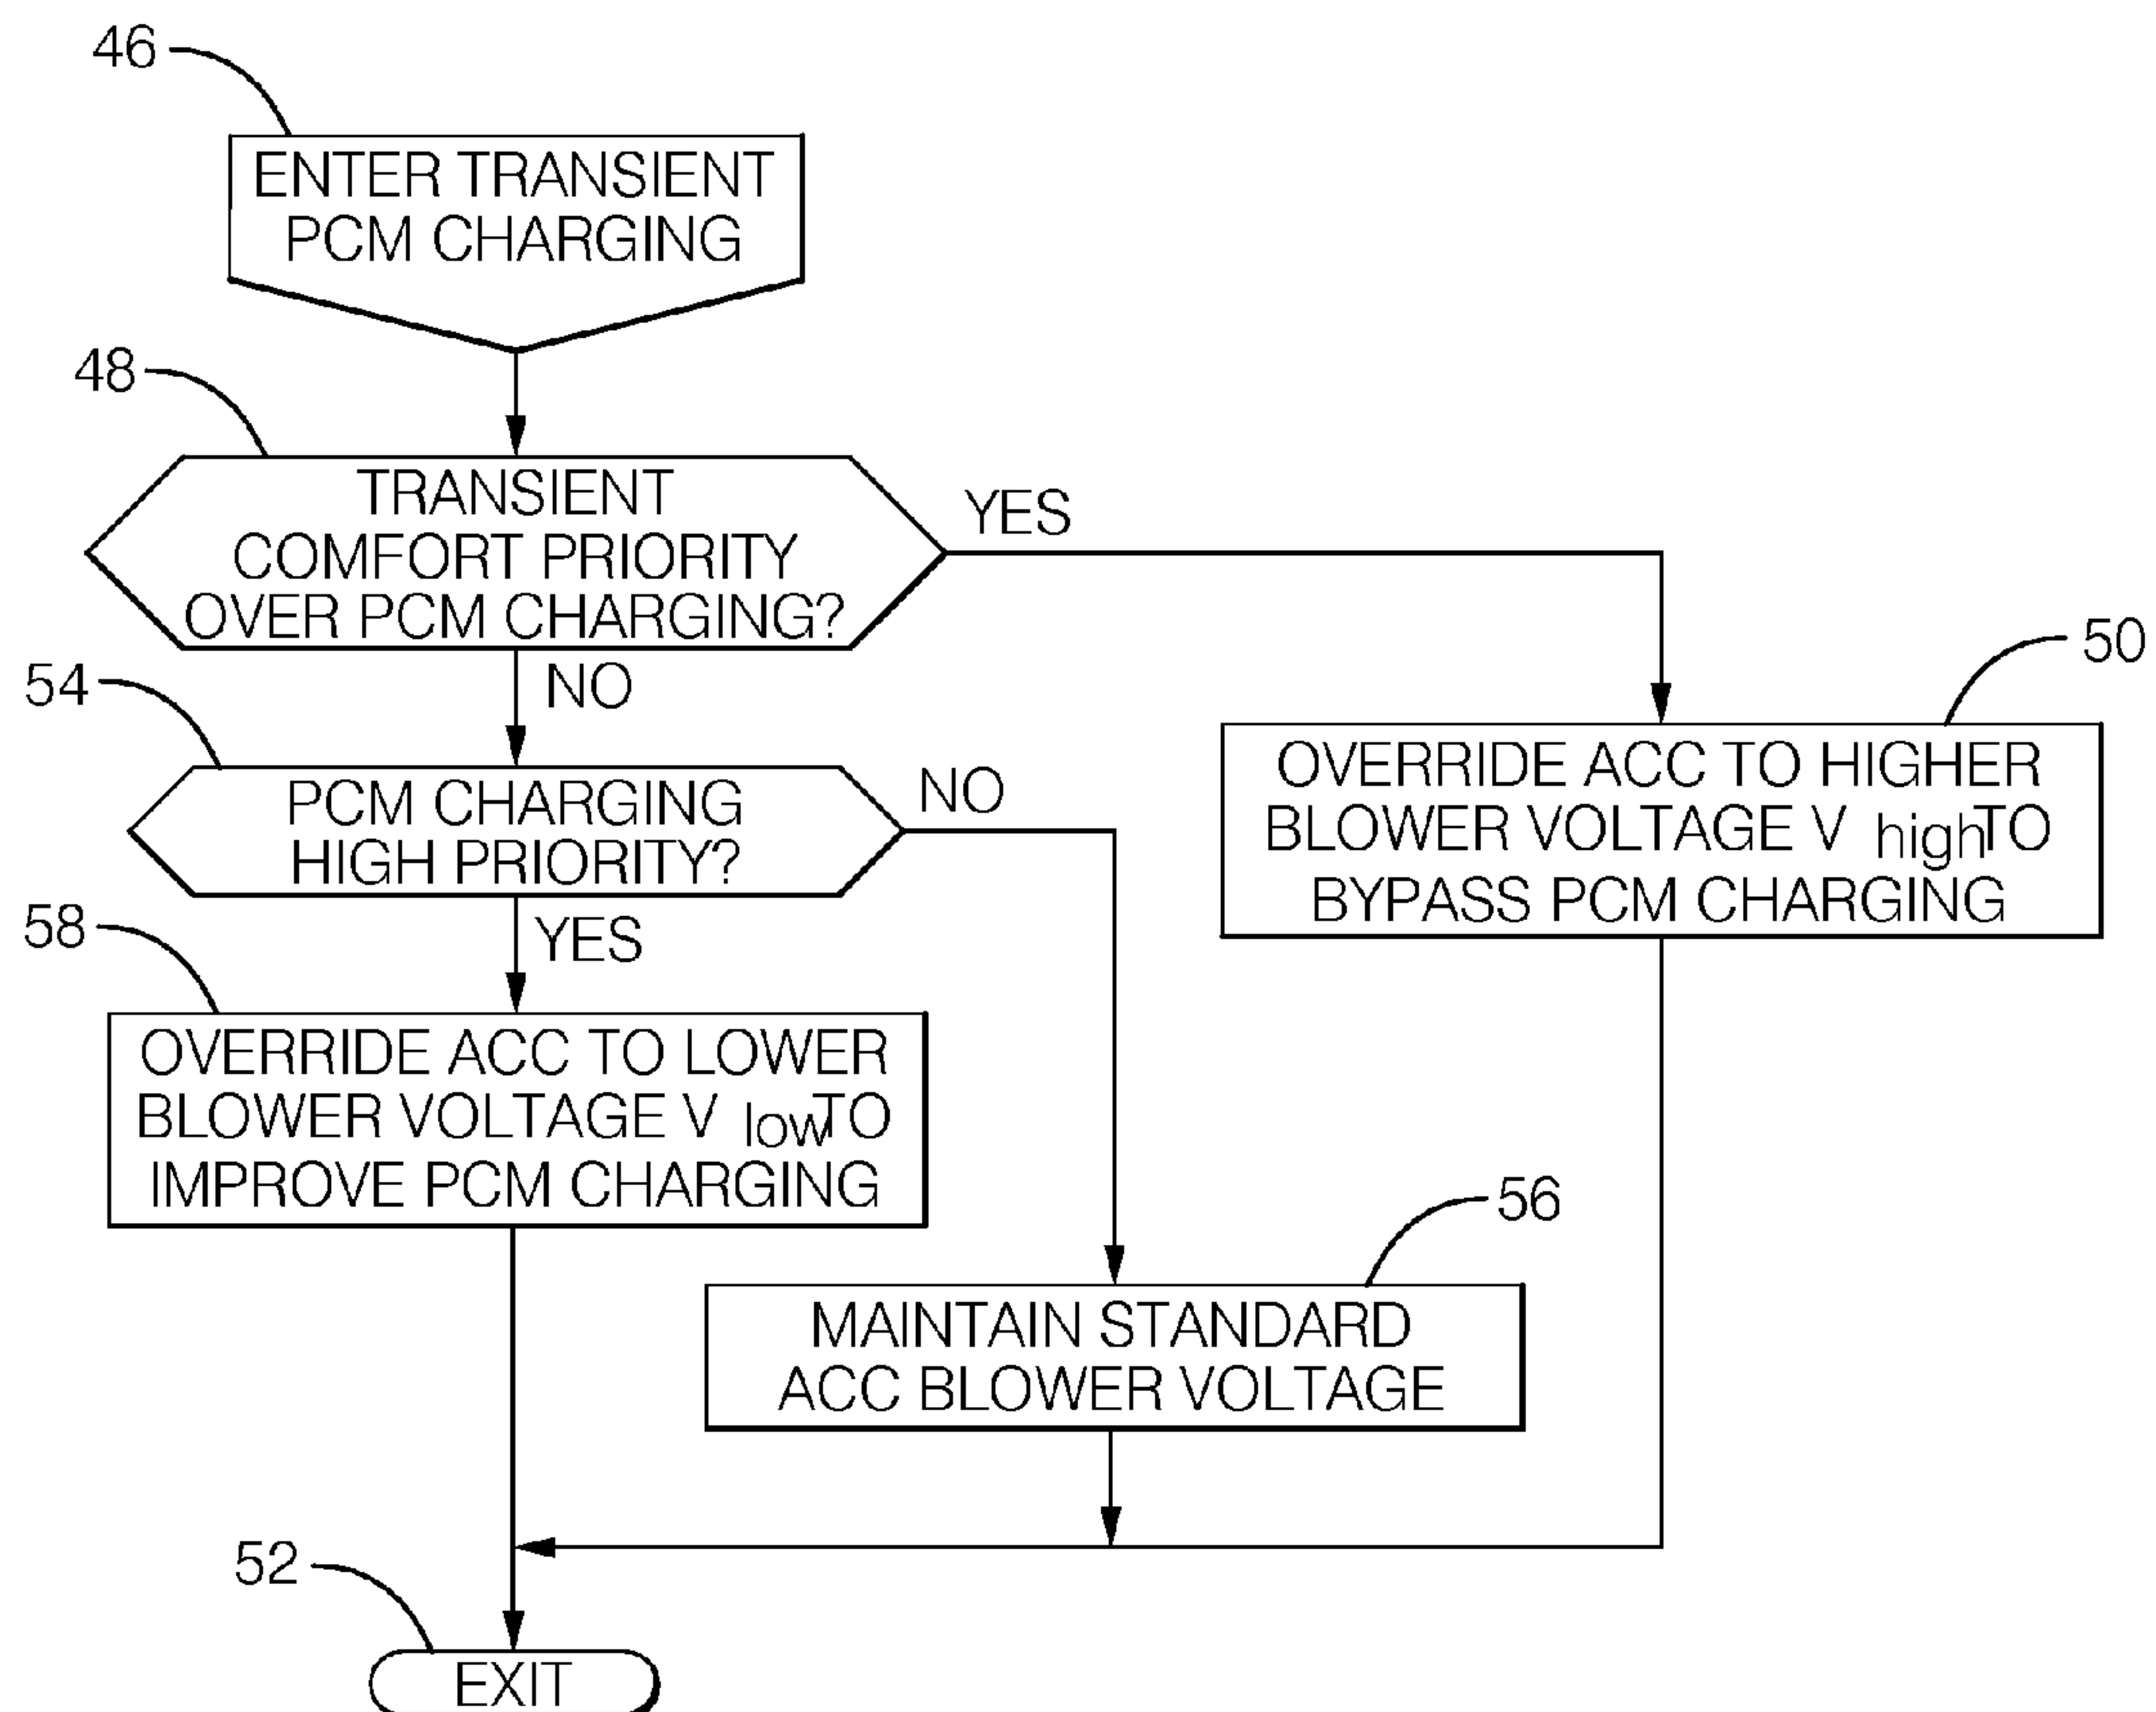 46
ENTER TRANSIENT
PCM CHARGING
48
TRANSIENT
COMFORT PRIORITY
OVER PCM CHARGING?
YES
NO
50
OVERRIDE ACC TO HIGHER
BLOWER VOLTAGE V high TO
BYPASS PCM CHARGING
54
PCM CHARGING
HIGH PRIORITY?
NO
YES
58
OVERRIDE ACC TO LOWER
BLOWER VOLTAGE V low TO
IMPROVE PCM CHARGING
56
MAINTAIN STANDARD
ACC BLOWER VOLTAGE
52
EXIT